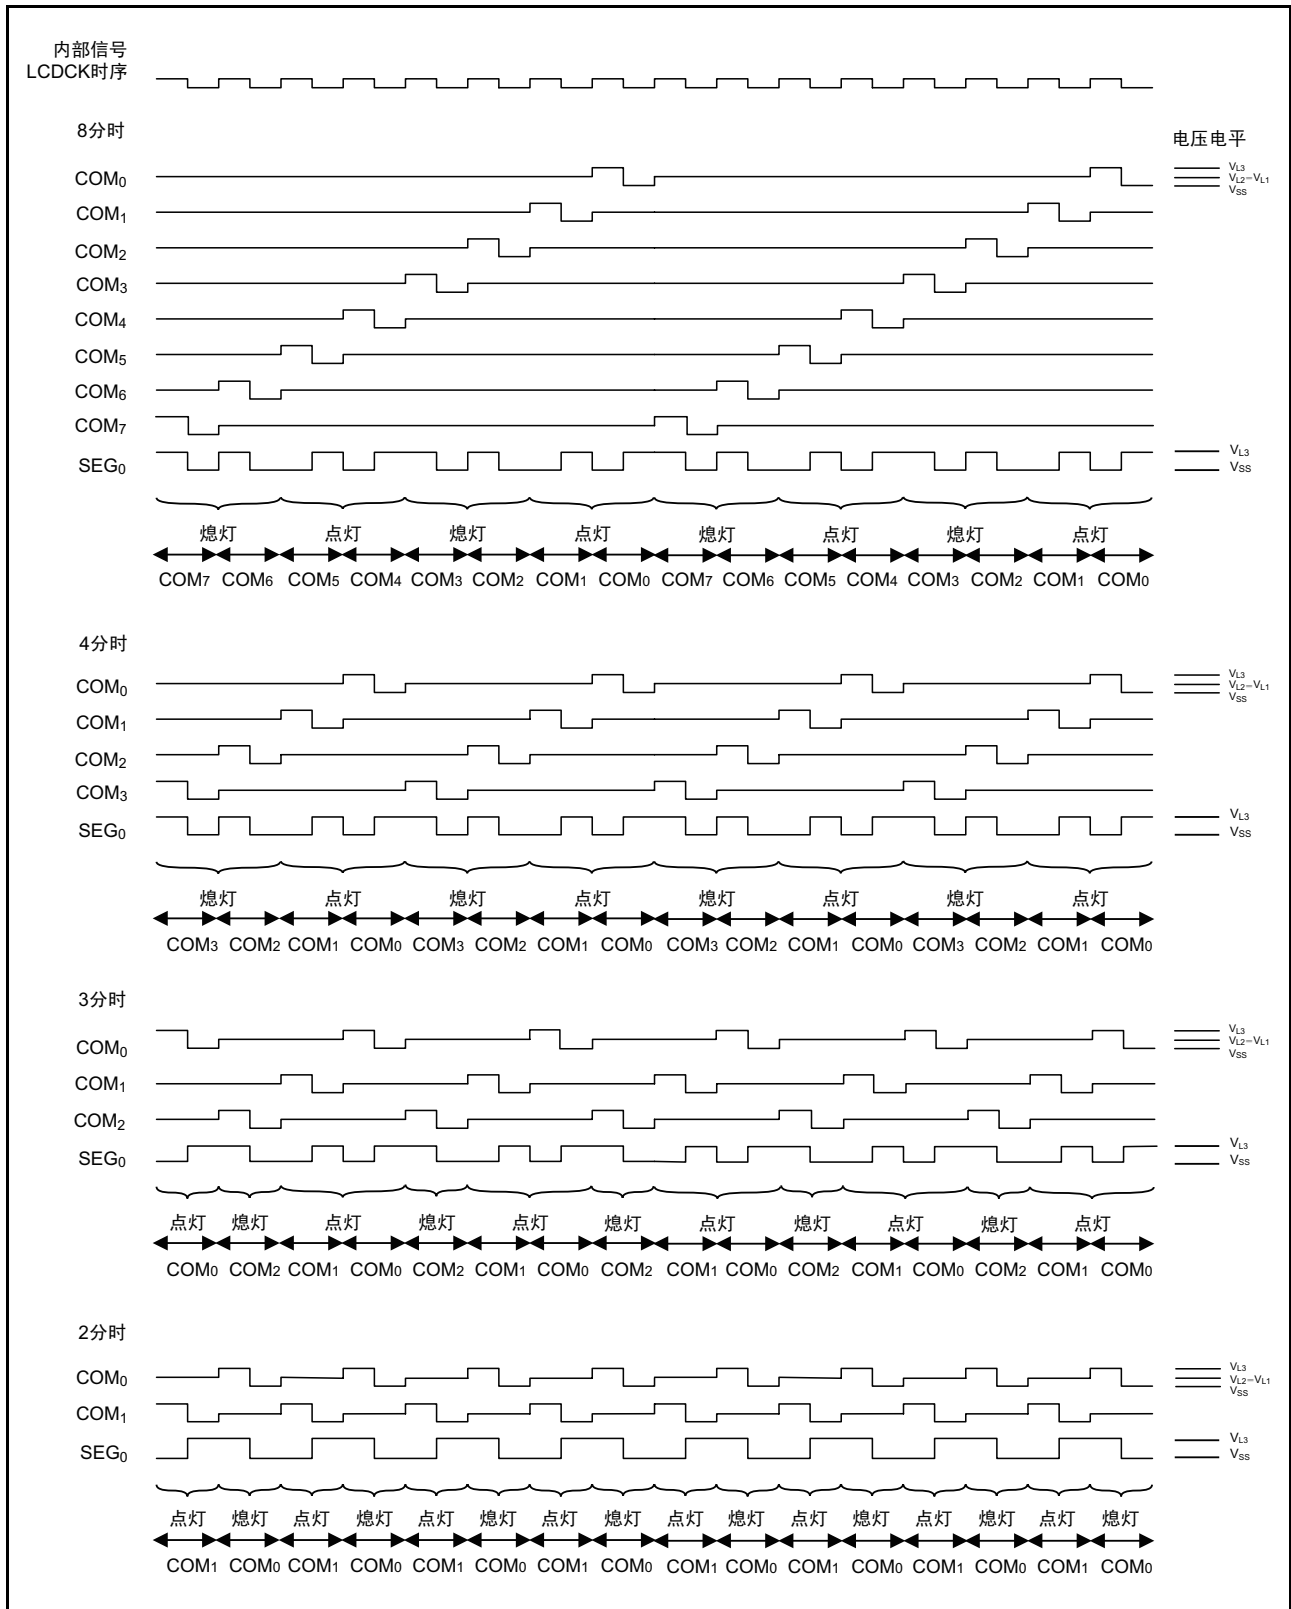 内部信号
LCDCK时序
8分时
电压电平
COM0
VL3
VL2-VL1
VSS
COM1
COM2
COM3
COM4
COM5
COM6
COM7
SEG0
VL3
VSS
熄灯 点灯 熄灯 点灯 熄灯 点灯 熄灯 点灯
COM7 COM6 COM5 COM4 COM3 COM2 COM1 COM0 COM7 COM6 COM5 COM4 COM3 COM2 COM1 COM0
4分时
COM0
VL3
VL2-VL1
VSS
COM1
COM2
COM3
SEG0
VL3
VSS
熄灯 点灯 熄灯 点灯 熄灯 点灯 熄灯 点灯
COM3 COM2 COM1 COM0 COM3 COM2 COM1 COM0 COM3 COM2 COM1 COM0 COM3 COM2 COM1 COM0
3分时
COM0
VL3
VL2-VL1
VSS
COM1
COM2
SEG0
VL3
VSS
点灯 熄灯 点灯 熄灯 点灯 熄灯 点灯 熄灯 点灯 熄灯 点灯
COM0 COM2 COM1 COM0 COM2 COM1 COM0 COM2 COM1 COM0 COM2 COM1 COM0 COM2 COM1 COM0
2分时
COM0
VL3
VL2-VL1
VSS
COM1
SEG0
VL3
VSS
点灯 熄灯 点灯 熄灯 点灯 熄灯 点灯 熄灯 点灯 熄灯 点灯 熄灯 点灯 熄灯 点灯 熄灯
COM1 COM0 COM1 COM0 COM1 COM0 COM1 COM0 COM1 COM0 COM1 COM0 COM1 COM0 COM1 COM0